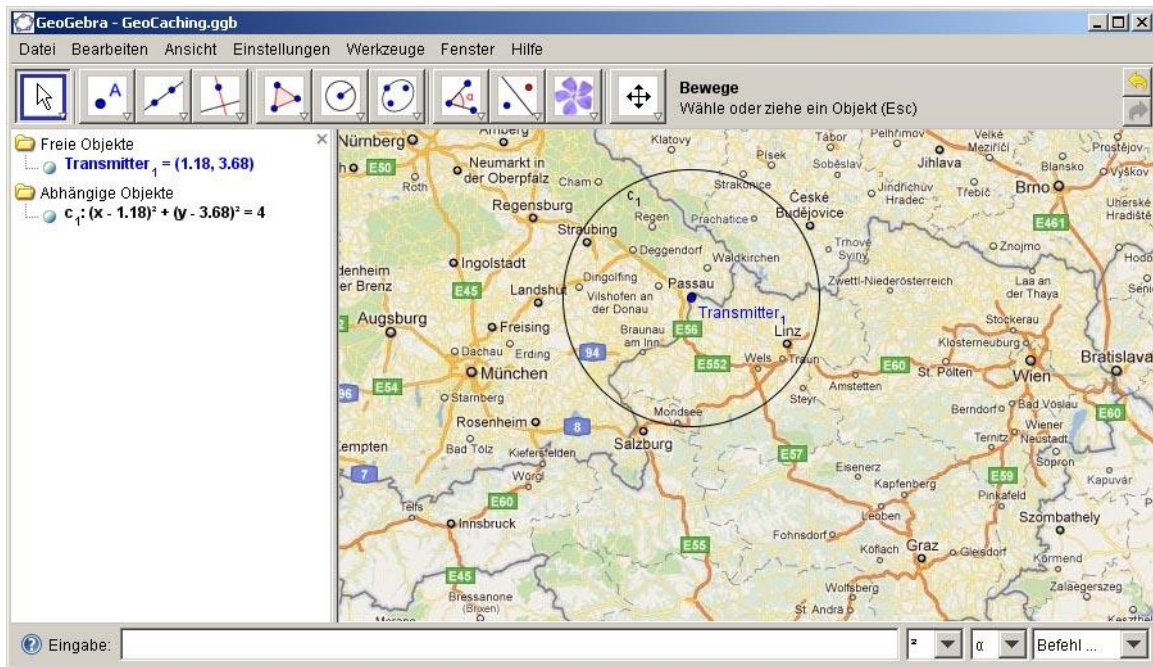 GeoGebra - GeoCaching.ggb
Datei Bearbeiten Ansicht Einstellungen Werkzeuge Fenster Hilfe
A
α
Bewege
Wähle oder ziehe ein Objekt (Esc)
Freie Objekte
Transmitter₁ = (1.18, 3.68)
Abhängige Objekte
c₁: (x - 1.18)² + (y - 3.68)² = 4
Nürnberg
Amberg
Klatovy
Tábor
Pelhřimov
Velké Meziříčí
Prostějov
E50
Roth
Neumarkt in der Oberpfalz
Cham
Písek
Soběslav
Jihlava
Blansko
Vyškov
Strakonice
Jindřichův Hradec
Třebíč
Brno
Regensburg
c₁
Regen
Prachatice
České Budějovice
Uherské Hradiště
E461
Straubing
Deggendorf
Waldkirchen
Trhové Sviny
Znojmo
Ingolstadt
Dingolfing
Passau
Zwettl-Niederösterreich
Laa an der Thaya
E45
Landshut
Vilshofen an der Donau
Transmitter₁
Augsburg
Freising
Braunau am Inn
E56
Linz
Stockerau
Klosterneuburg
Dachau
Erding
94
E552
Wels
Traun
E60
St. Pölten
Wien
Bratislava
München
E54
96
Starnberg
Steyr
Amstetten
Berndorf
Bad Vöslau
E60
Rosenheim
8
Mondsee
Salzburg
Ternitz
Wiener Neustadt
Kempten
Bad Tölz
Kiefersfelden
E57
Sopron
7
Wörgl
Eisenerz
Kapfenberg
E59
Kapuvár
Telfs
E60
Pinkafeld
Innsbruck
Leoben
Szombathely
E55
Fohnsdorf
Köflach
Graz
Gleisdorf
Körmend
E45
Bressanone (Brixen)
Wolfsberg
St. Andrä
Zalaegerszeg
Eingabe:
²
α
Befehl ...